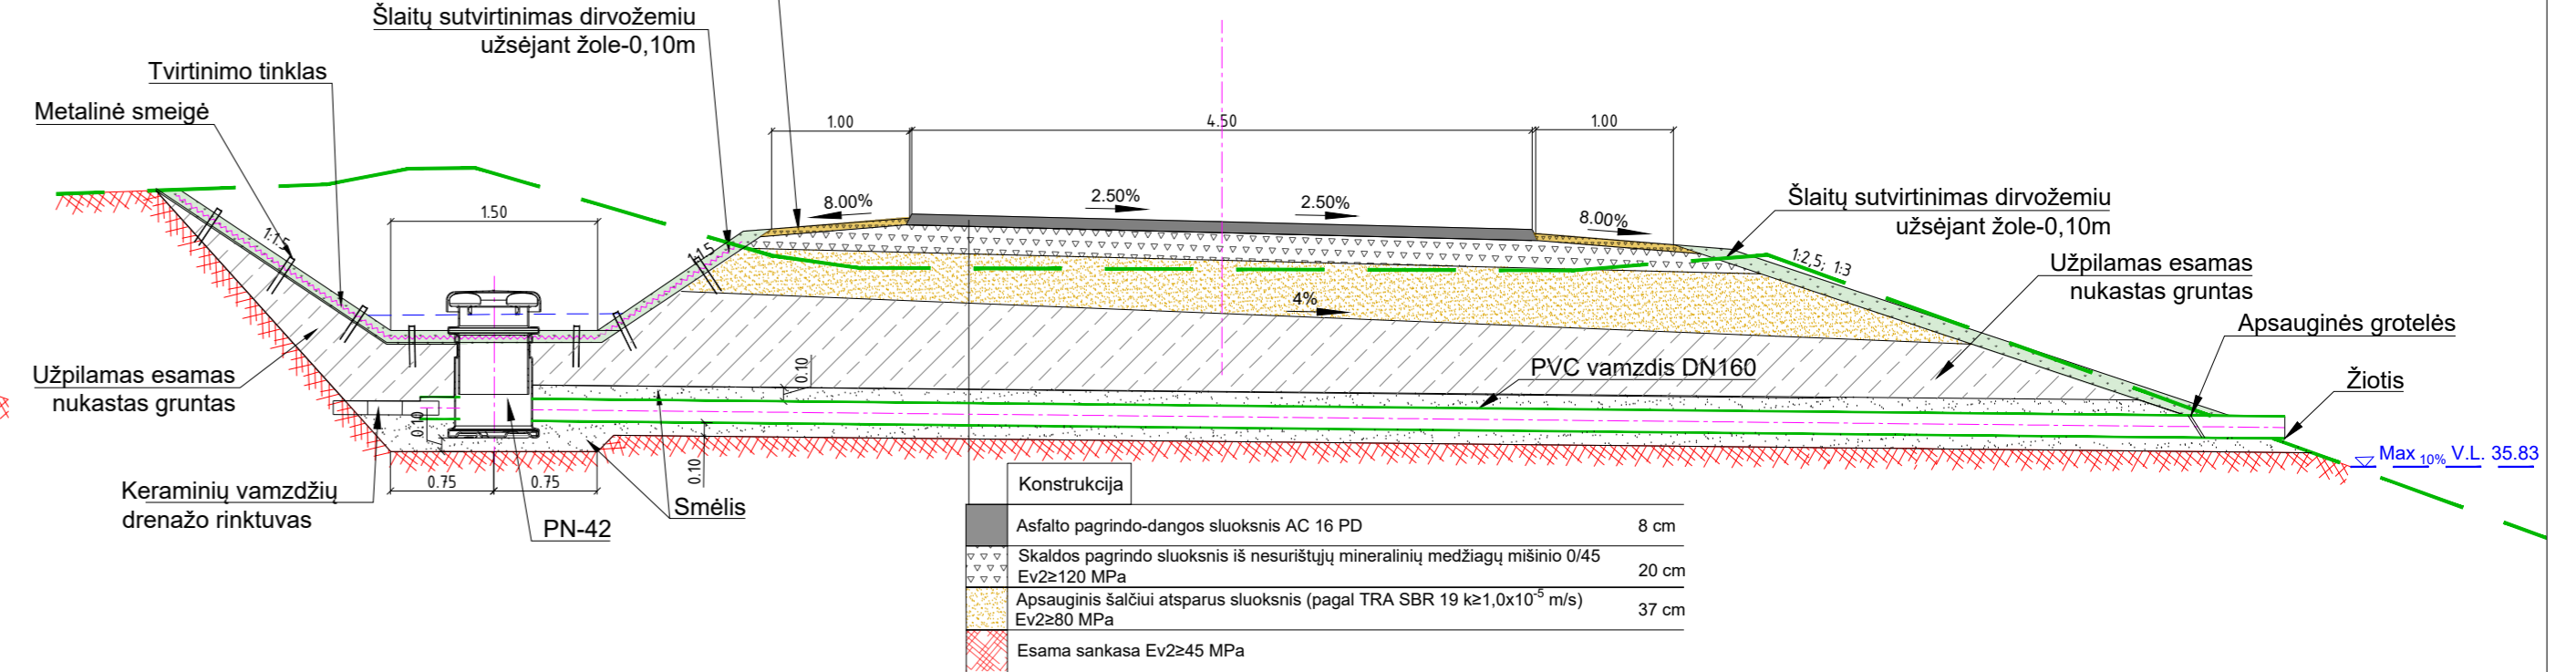 Šlaitų sutvirtinimas dirvožemiu
užsėjant žole-0,10m
Tvirtinimo tinklas
Metalinė smeigė
1.00
4.50
1.00
8.00%
2.50%
2.50%
8.00%
1.50
1:1.5
1:1.5
Šlaitų sutvirtinimas dirvožemiu
užsėjant žole-0,10m
1:2,5; 1:3
Užpilamas esamas
nukastas gruntas
4%
Apsauginės grotelės
PVC vamzdis DN160
Žiotis
0.10
Užpilamas esamas
nukastas gruntas
0.10
0.10
Max 10% V.L. 35.83
0.75
0.75
Keraminių vamzdžių
drenažo rinktuvas
Smėlis
PN-42
Konstrukcija
Asfalto pagrindo-dangos sluoksnis AC 16 PD 8 cm
Skaldos pagrindo sluoksnis iš nesurištųjų mineralinių medžiagų mišinio 0/45
Ev2≥120 MPa 20 cm
Apsauginis šalčiui atsparus sluoksnis (pagal TRA SBR 19 k≥1,0x10⁻⁵ m/s)
Ev2≥80 MPa 37 cm
Esama sankasa Ev2≥45 MPa